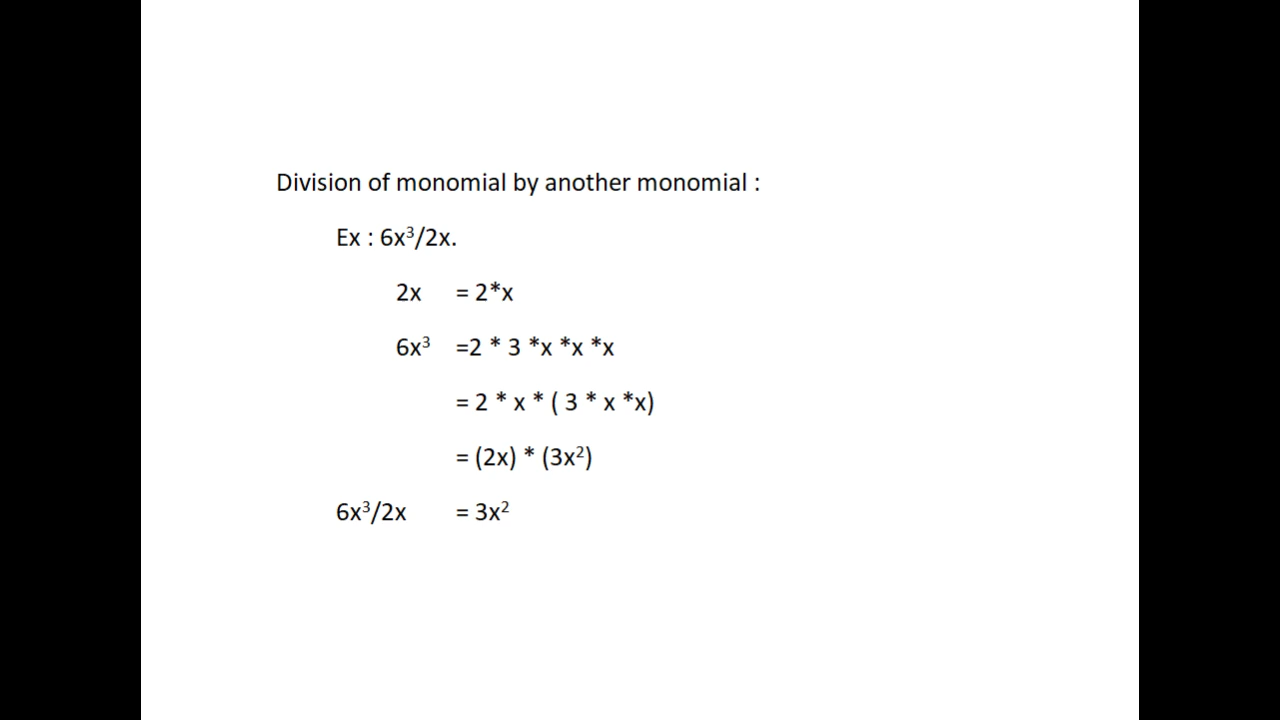 Division of monomial by another monomial :
Ex : 6x³/2x.
2x = 2*x
6x³ =2 * 3 *x *x *x
= 2 * x * ( 3 * x *x)
= (2x) * (3x²)
6x³/2x = 3x²